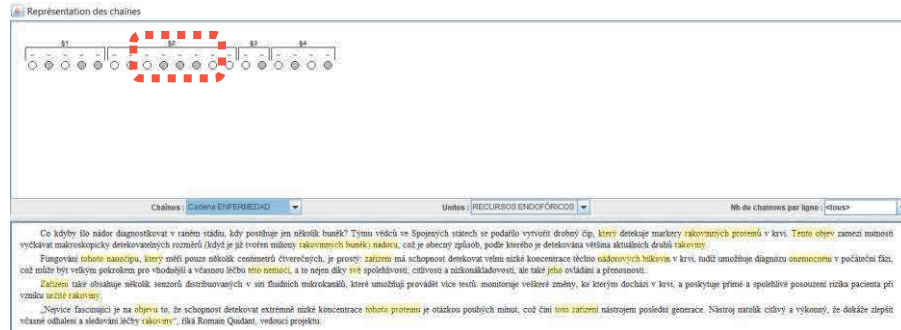 Représentation des chaînes
§1 §2 §3 §4
Chaînes : Cadena ENFERMEDAD Unites : RECURSOS ENDOFÓRICOS Nb de chainons per ligne : <tous>
Co kdyby šlo nádor diagnostikovat v raném stádiu, kdy postihuje jen několik buněk? Týmu vědců ve Spojených státech se podařilo vytvořit drobný čip, který detekuje markery rakovinných proteinů v krvi. Tento objev zamezí nutnosti
vyčkávat makroskopicky detekovatelných rozměrů (když je již tvořen miliony rakovinných buněk) nádoru, což je obecný způsob, podle kterého je detekována většina aktuálních druhů rakoviny.
Fungování tohoto nanočipu, který měří pouze několik centimetrů čtverečných, je prostý: zařízení má schopnost detekovat velmi nízké koncentrace těchto nádorových bílkovin v krvi, tudíž umožňuje diagnózu onemocnění v počáteční fázi,
což může být velkým pokrokem pro vhodnější a včasnou léčbu této nemoci, a to nejen díky své spolehlivosti, citlivosti a nízkonákladovosti, ale také jeho ovládání a přenosnosti.
Zařízení také obsahuje několik senzorů distribuovaných v síti fluidních mikrokanálů, které umožňují provádět více testů: monitoruje veškeré změny, ke kterým dochází v krvi, a poskytuje přímé a spolehlivé posouzení rizika pacienta při
vzniku určité rakoviny.
„Nejvíce fascinující je na objevu to, že schopnost detekovat extrémně nízké koncentrace tohoto proteinu je otázkou pouhých minut, což činí toto zařízení nástrojem poslední generace. Nástroj natolik citlivý a výkonný, že dokáže zlepšit
včasné odhalení a sledování léčby rakoviny", říká Romain Quidant, vedoucí projektu.